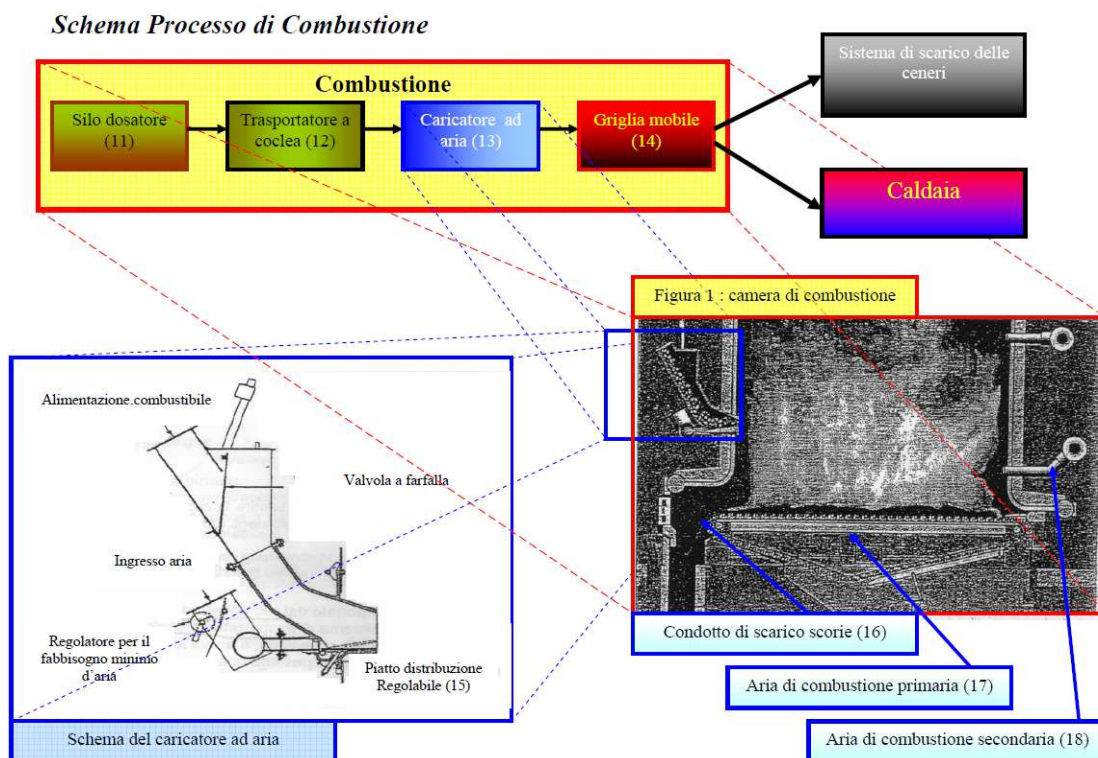 Schema Processo di Combustione
Combustione
Silo dosatore
(11)
Trasportatore a
coclea (12)
Caricatore ad
aria (13)
Griglia mobile
(14)
Sistema di scarico delle
ceneri
Caldaia
Figura 1 : camera di combustione
Alimentazione.combustibile
Valvola a farfalla
Ingresso aria
Regolatore per il
fabbisogno minimo
d'aria
Piatto distribuzione
Regolabile (15)
Schema del caricatore ad aria
Condotto di scarico scorie (16)
Aria di combustione primaria (17)
Aria di combustione secondaria (18)